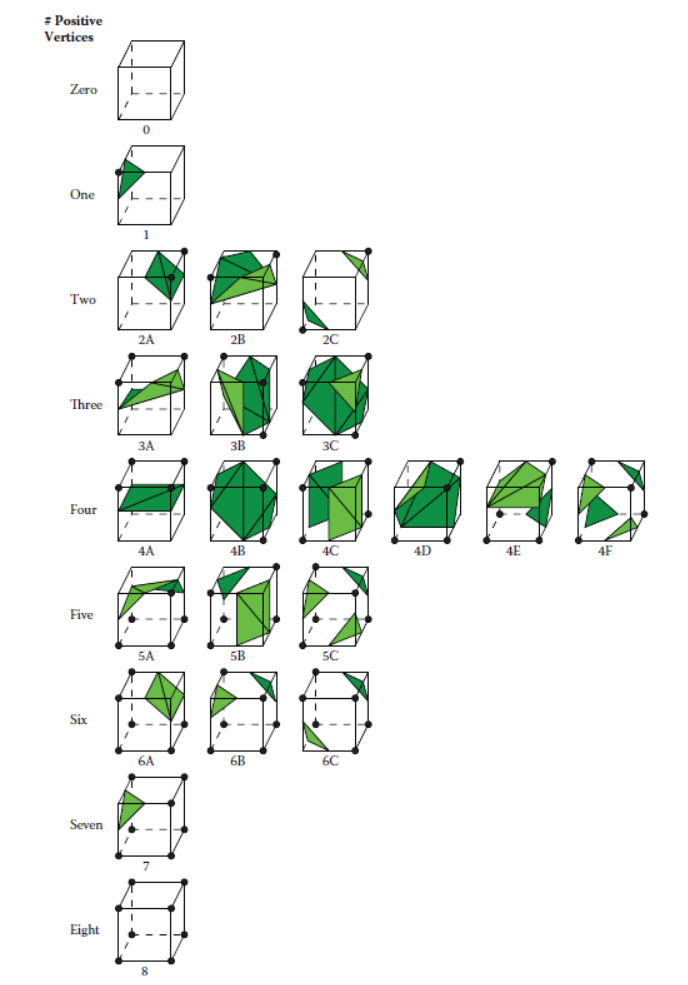 # Positive
Vertices
Zero
0
One
1
Two
2A 2B 2C
Three
3A 3B 3C
Four
4A 4B 4C 4D 4E 4F
Five
5A 5B 5C
Six
6A 6B 6C
Seven
7
Eight
8